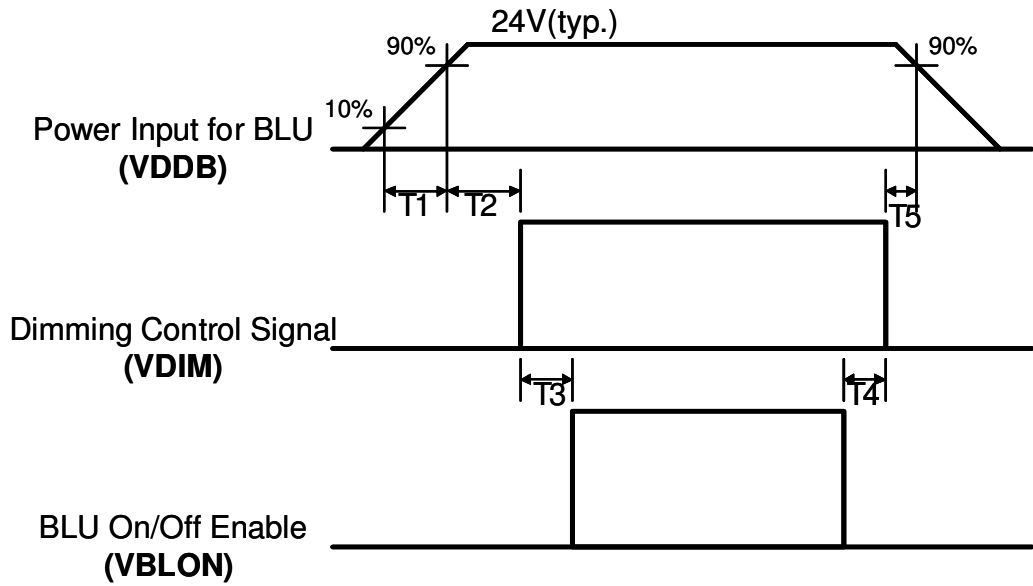 24V(typ.)
90%
90%
10%
Power Input for BLU
(VDDB)
T1
T2
T5
Dimming Control Signal
(VDIM)
T3
T4
BLU On/Off Enable
(VBLON)